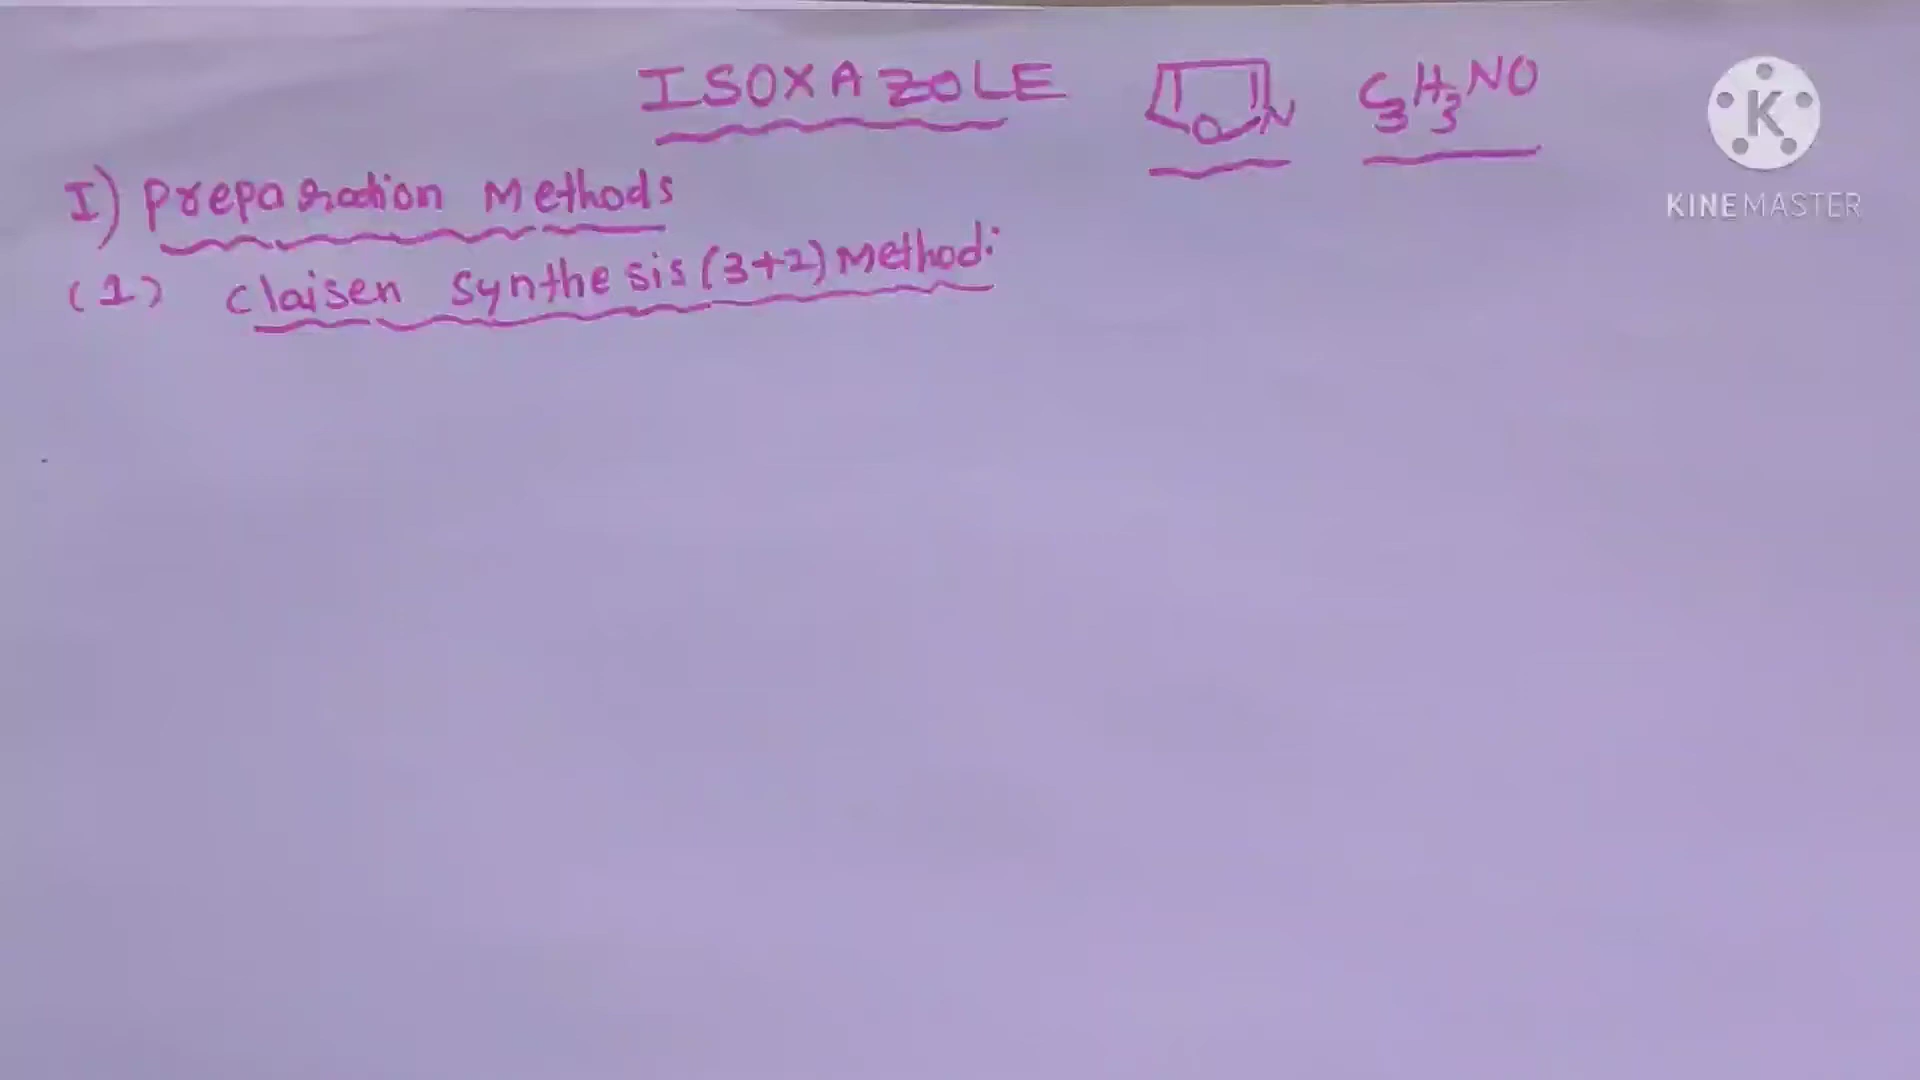 ISOXAZOLE O N C3H3NO
K
KINEMASTER
I) Preparation Methods
(1) Claisen Synthesis (3+2) Method: